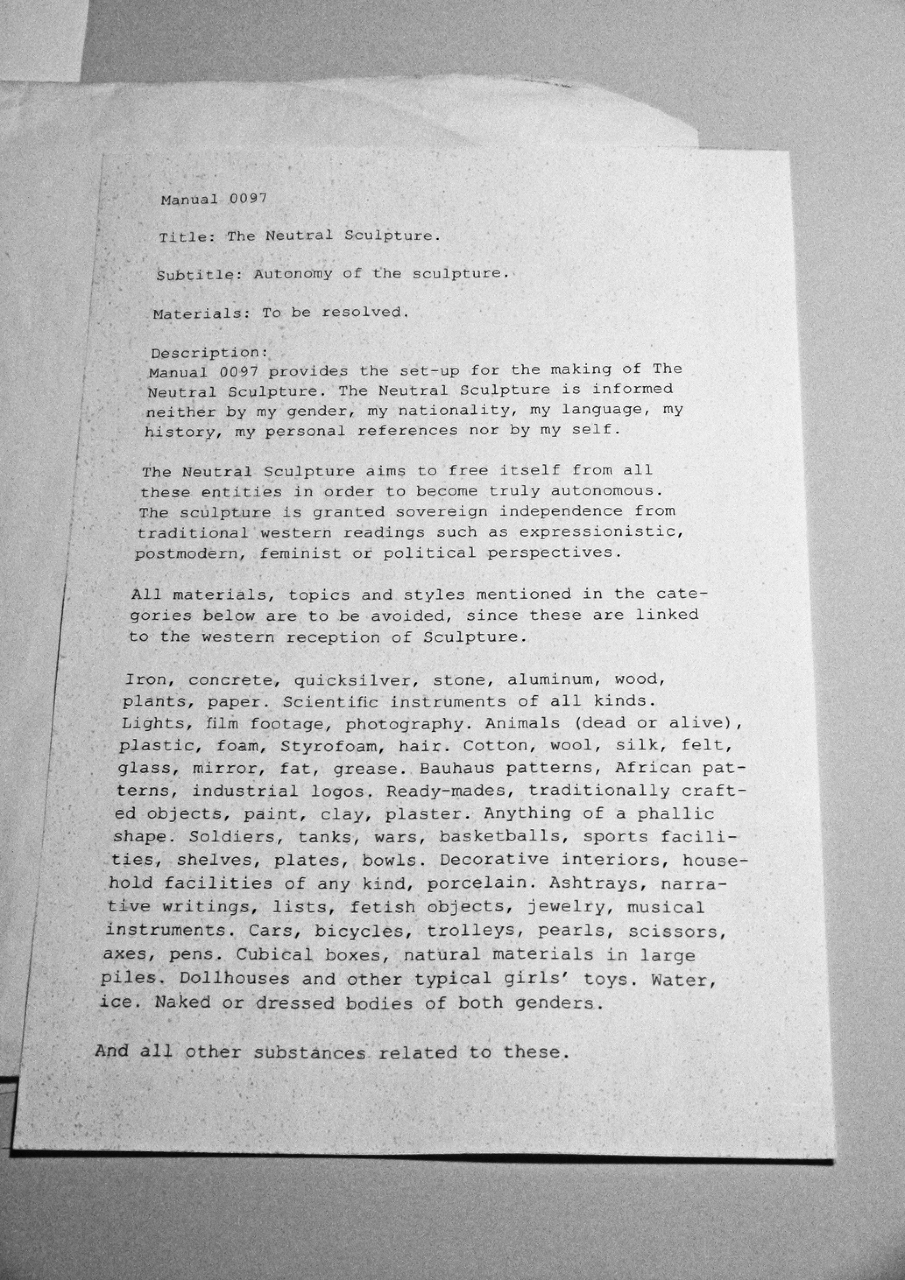 Manual 0097
Title: The Neutral Sculpture.
Subtitle: Autonomy of the sculpture.
Materials: To be resolved.
Description:
Manual 0097 provides the set-up for the making of The
Neutral Sculpture. The Neutral Sculpture is informed
neither by my gender, my nationality, my language, my
history, my personal references nor by my self.
The Neutral Sculpture aims to free itself from all
these entities in order to become truly autonomous.
The sculpture is granted sovereign independence from
traditional western readings such as expressionistic,
postmodern, feminist or political perspectives.
All materials, topics and styles mentioned in the cate-
gories below are to be avoided, since these are linked
to the western reception of Sculpture.
Iron, concrete, quicksilver, stone, aluminum, wood,
plants, paper. Scientific instruments of all kinds.
Lights, film footage, photography. Animals (dead or alive),
plastic, foam, Styrofoam, hair. Cotton, wool, silk, felt,
glass, mirror, fat, grease. Bauhaus patterns, African pat-
terns, industrial logos. Ready-mades, traditionally craft-
ed objects, paint, clay, plaster. Anything of a phallic
shape. Soldiers, tanks, wars, basketballs, sports facili-
ties, shelves, plates, bowls. Decorative interiors, house-
hold facilities of any kind, porcelain. Ashtrays, narra-
tive writings, lists, fetish objects, jewelry, musical
instruments. Cars, bicycles, trolleys, pearls, scissors,
axes, pens. Cubical boxes, natural materials in large
piles. Dollhouses and other typical girls' toys. Water,
ice. Naked or dressed bodies of both genders.
And all other substances related to these.